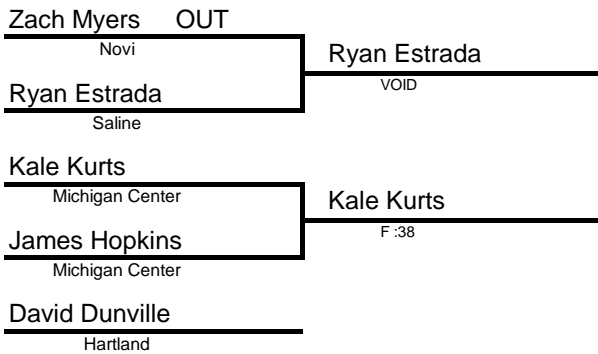 Zach Myers OUT
Novi
Ryan Estrada
VOID
Ryan Estrada
Saline
Kale Kurts
Michigan Center
Kale Kurts
F :38
James Hopkins
Michigan Center
David Dunville
Hartland